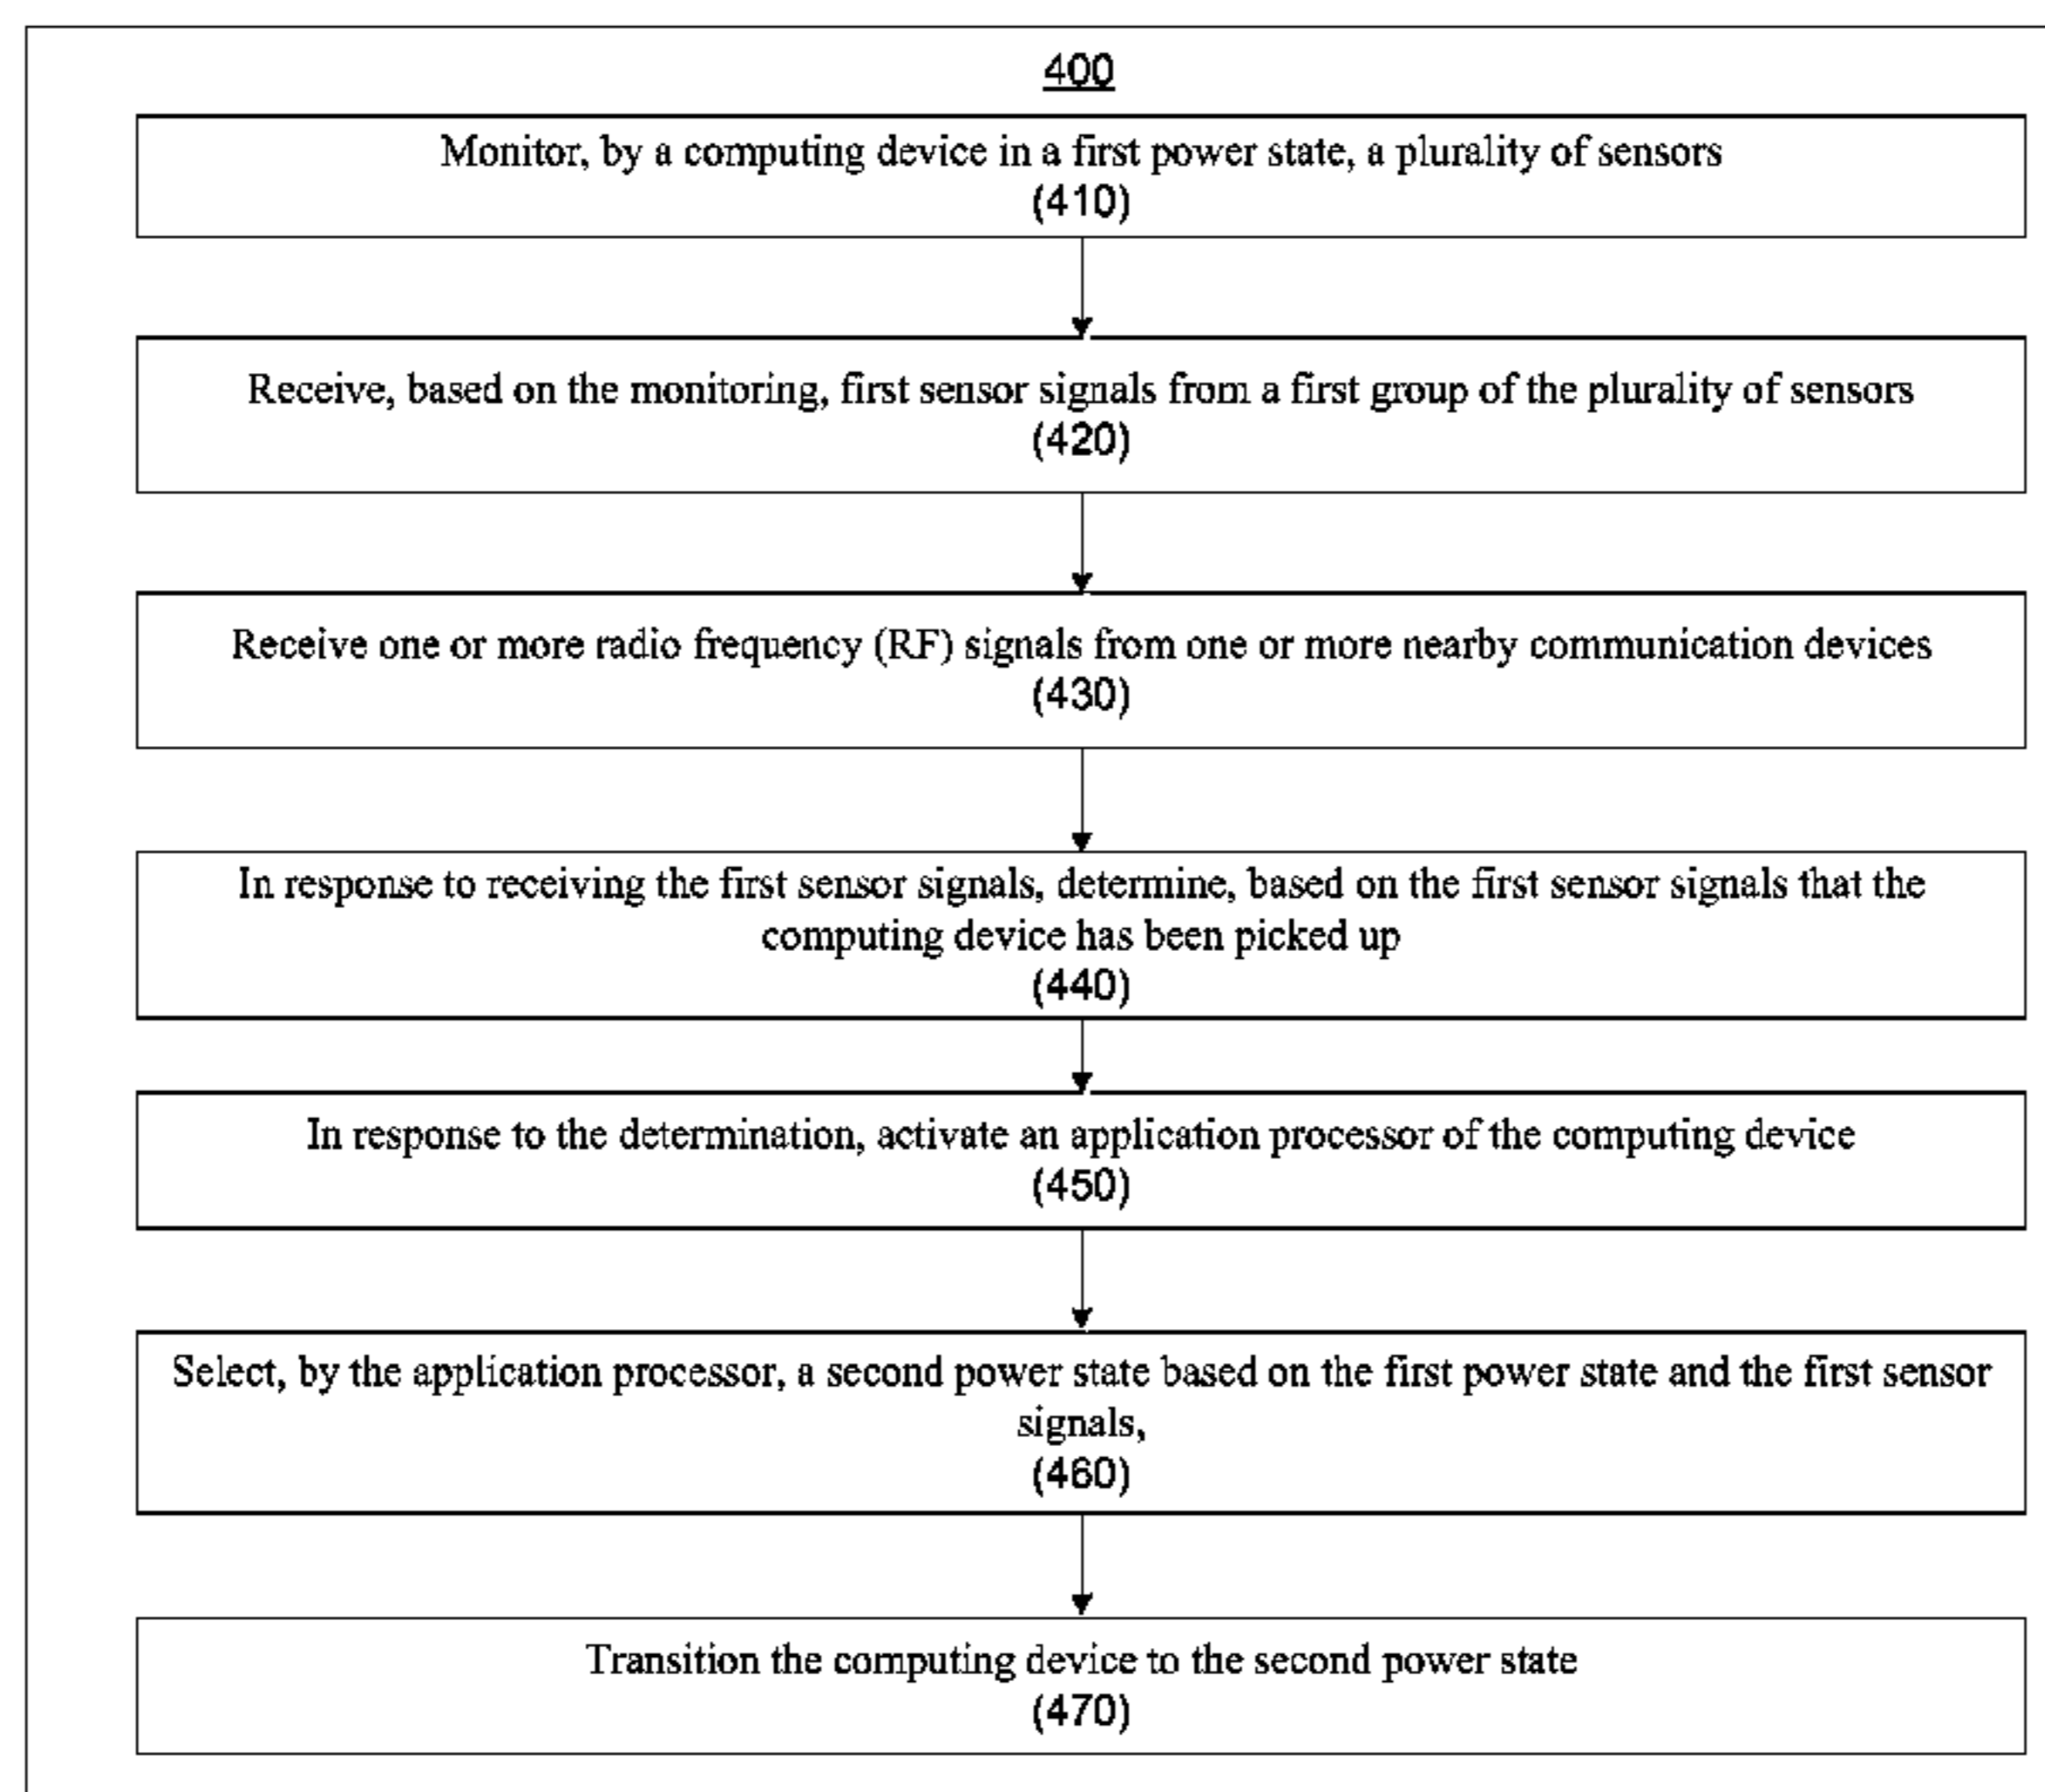 400
Monitor, by a computing device in a first power state, a plurality of sensors
(410)
Receive, based on the monitoring, first sensor signals from a first group of the plurality of sensors
(420)
Receive one or more radio frequency (RF) signals from one or more nearby communication devices
(430)
In response to receiving the first sensor signals, determine, based on the first sensor signals that the
computing device has been picked up
(440)
In response to the determination, activate an application processor of the computing device
(450)
Select, by the application processor, a second power state based on the first power state and the first sensor
signals,
(460)
Transition the computing device to the second power state
(470)